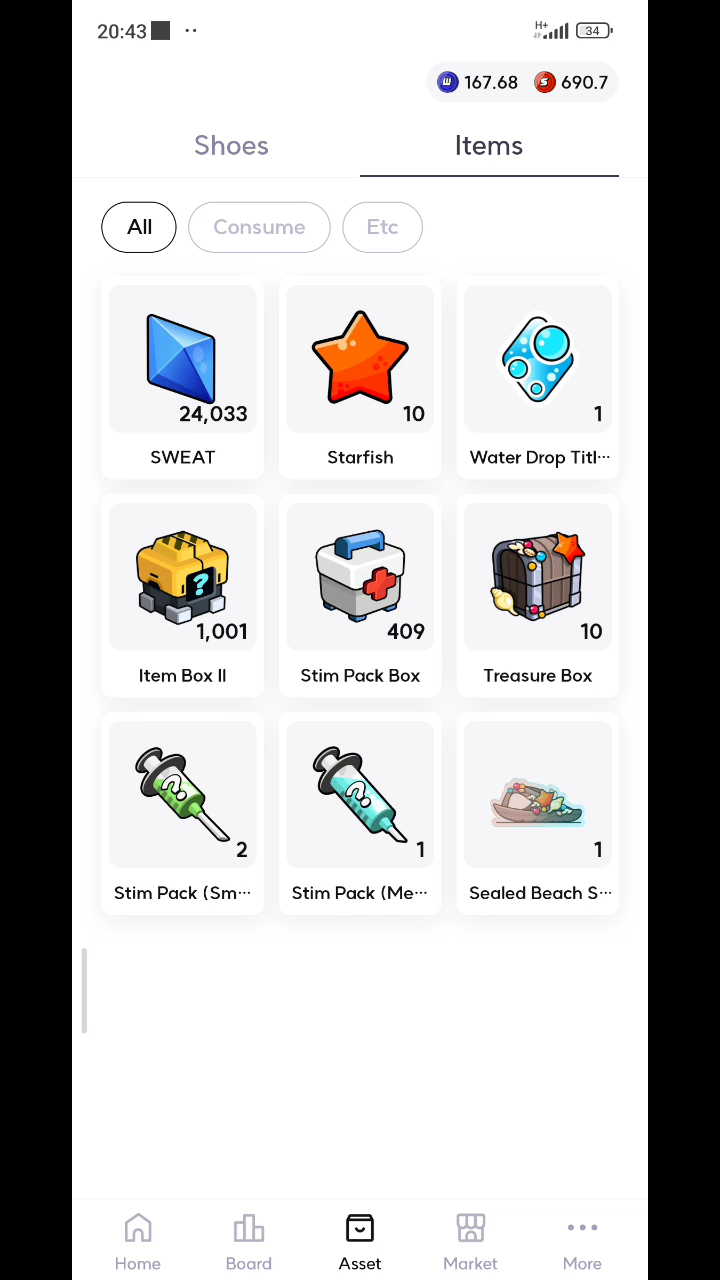 20:43
H+
34
167.68 690.7
Shoes Items
All Consume Etc
24,033 10 1
SWEAT Starfish Water Drop Titl···
1,001 409 10
Item Box II Stim Pack Box Treasure Box
2 1 1
Stim Pack (Sm··· Stim Pack (Me··· Sealed Beach S···
Home Board Asset Market More